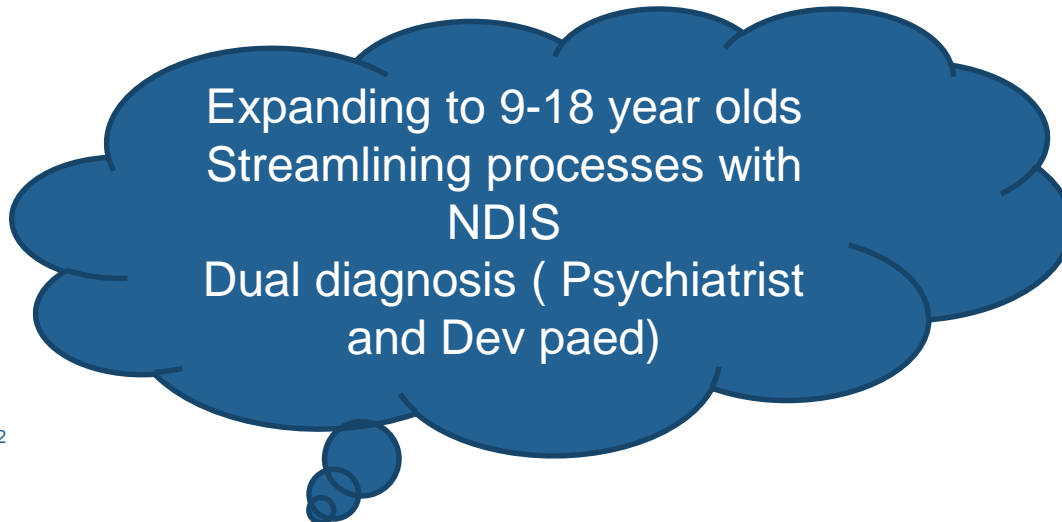 Expanding to 9-18 year olds
Streamlining processes with
NDIS
Dual diagnosis ( Psychiatrist
and Dev paed)
2